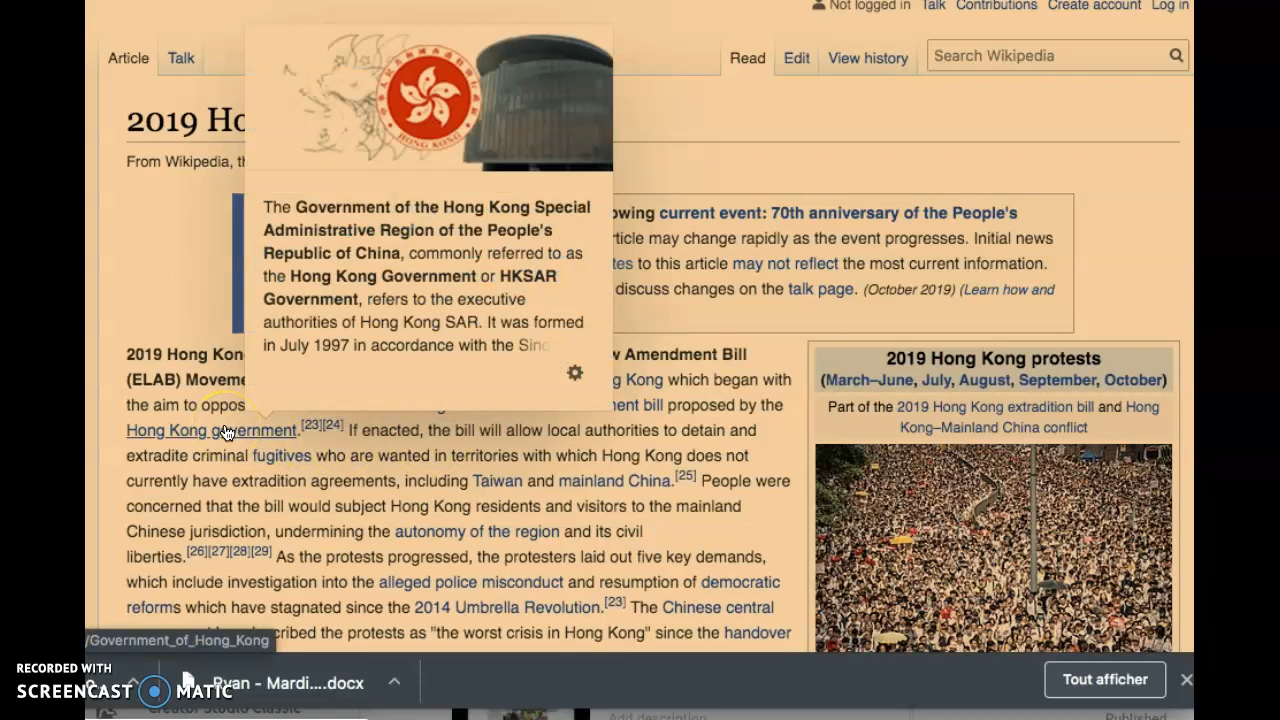 Not logged in Talk Contributions Create account Log in
Article Talk
Read Edit View history
Search Wikipedia
2019 Ho
From Wikipedia, th
HONG KONG
The Government of the Hong Kong Special
Administrative Region of the People's
Republic of China, commonly referred to as
the Hong Kong Government or HKSAR
Government, refers to the executive
authorities of Hong Kong SAR. It was formed
in July 1997 in accordance with the Sino
owing current event: 70th anniversary of the People's
rticle may change rapidly as the event progresses. Initial news
tes to this article may not reflect the most current information.
discuss changes on the talk page. (October 2019) (Learn how and
2019 Hong Kon w Amendment Bill
(ELAB) Moveme g Kong which began with
the aim to oppos ent bill proposed by the
Hong Kong government.[23][24] If enacted, the bill will allow local authorities to detain and
extradite criminal fugitives who are wanted in territories with which Hong Kong does not
currently have extradition agreements, including Taiwan and mainland China.[25] People were
concerned that the bill would subject Hong Kong residents and visitors to the mainland
Chinese jurisdiction, undermining the autonomy of the region and its civil
liberties.[26][27][28][29] As the protests progressed, the protesters laid out five key demands,
which include investigation into the alleged police misconduct and resumption of democratic
reforms which have stagnated since the 2014 Umbrella Revolution.[23] The Chinese central
cribed the protests as "the worst crisis in Hong Kong" since the handover
2019 Hong Kong protests
(March–June, July, August, September, October)
Part of the 2019 Hong Kong extradition bill and Hong
Kong–Mainland China conflict
/Government_of_Hong_Kong
RECORDED WITH
SCREENCAST MATIC
Ryan - Mardi....docx
Tout afficher
Creator Studio Classic
Add description
Published